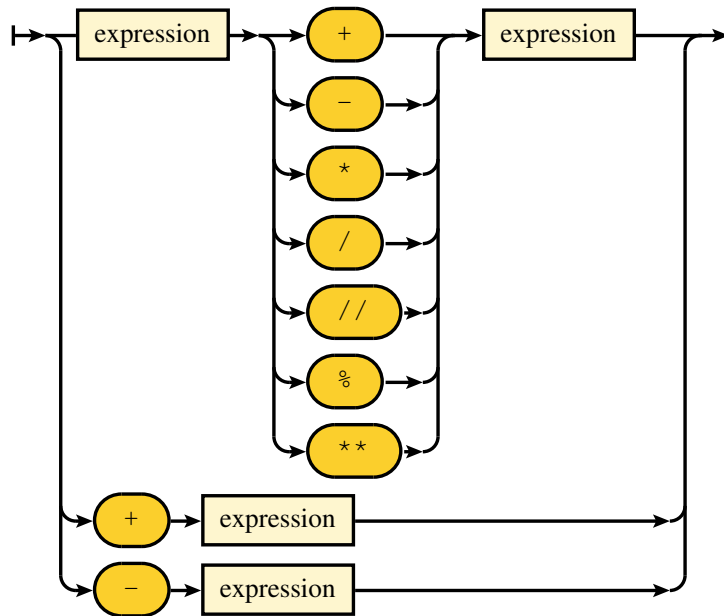 expression + expression
-
*
/
//
%
**
+ expression
- expression